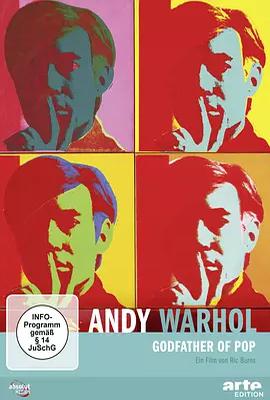 ANDY WARHOL
GODFATHER OF POP
Ein Film von Ric Burns
INFO-
Programm
gemäß
§ 14
JuSchG
absolut
arte
EDITION